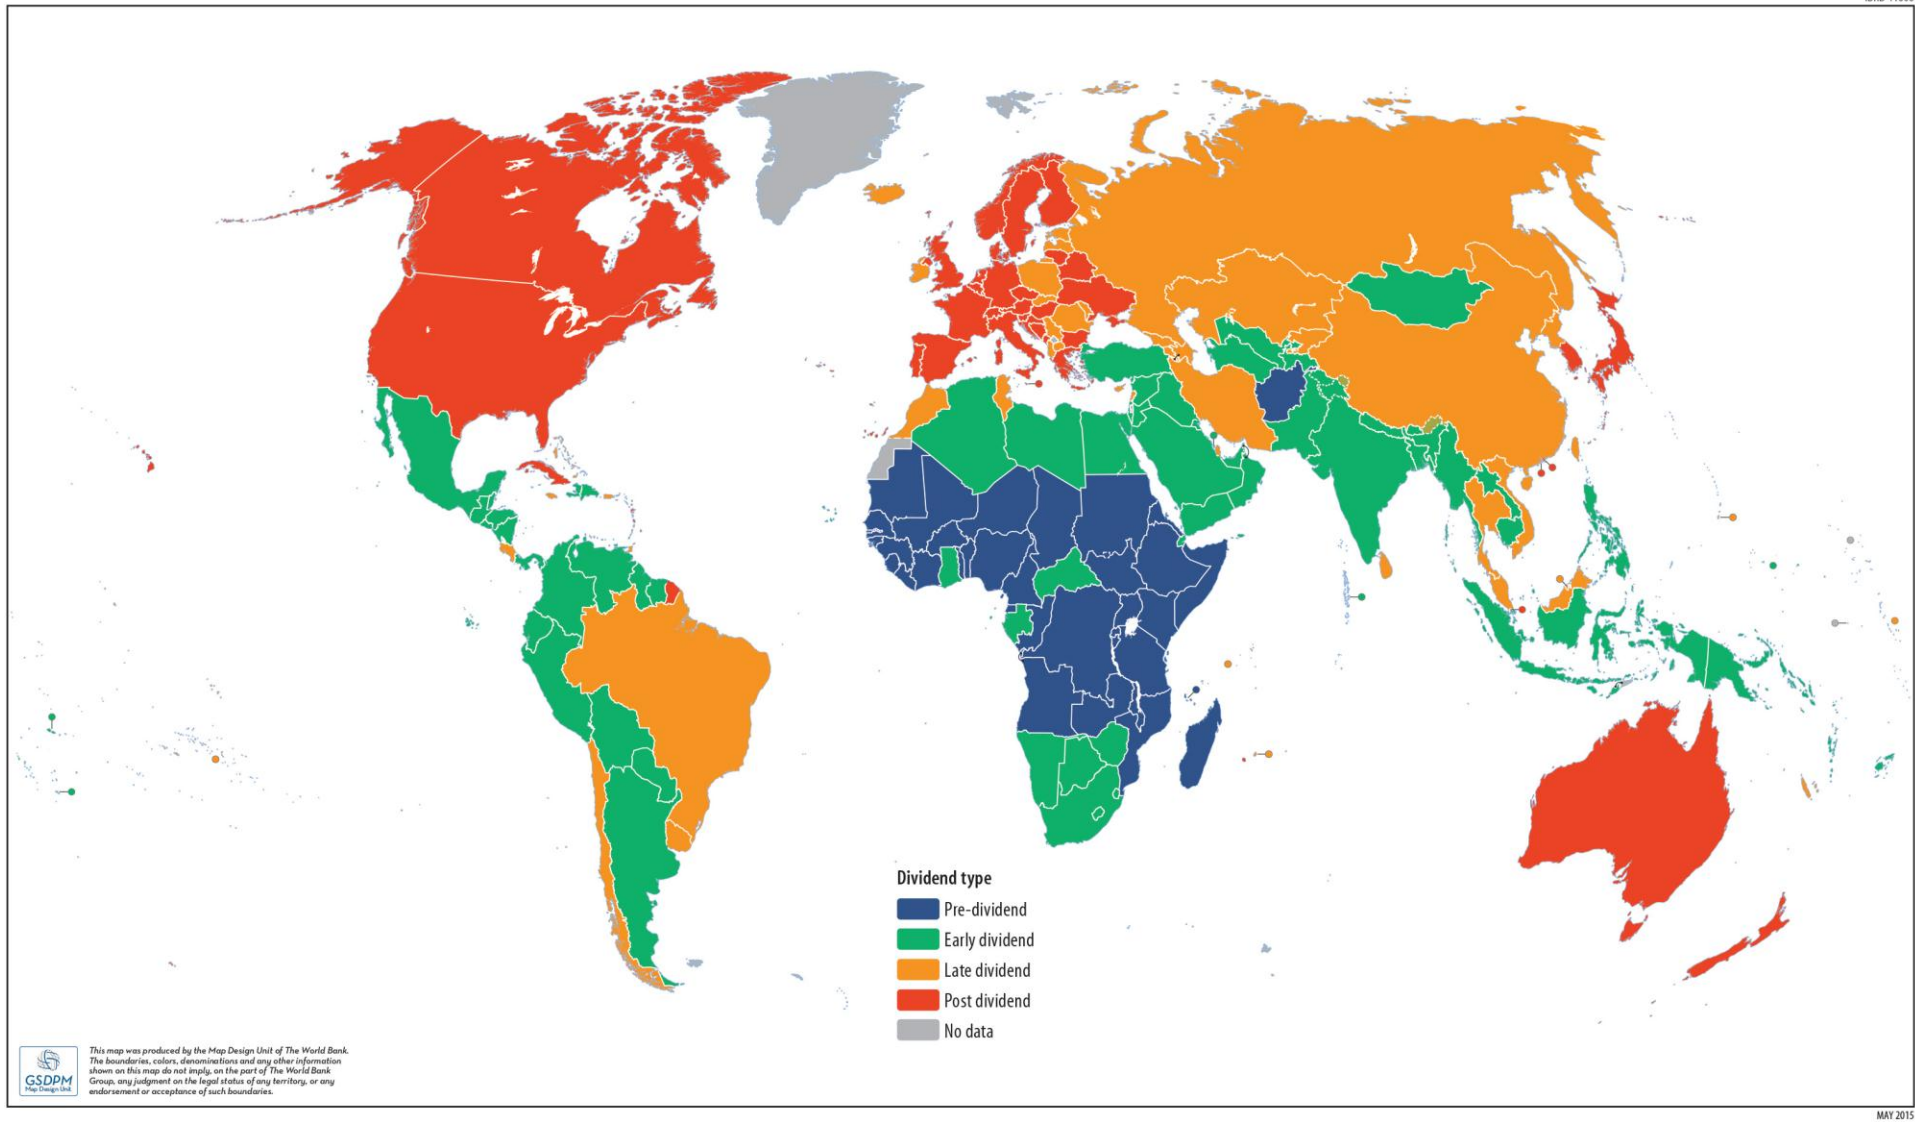 Dividend type
Pre-dividend
Early dividend
Late dividend
Post dividend
No data
GSDPM
Map Design Unit
This map was produced by the Map Design Unit of The World Bank.
The boundaries, colors, denominations and any other information
shown on this map do not imply, on the part of The World Bank
Group, any judgment on the legal status of any territory, or any
endorsement or acceptance of such boundaries.
MAY 2015